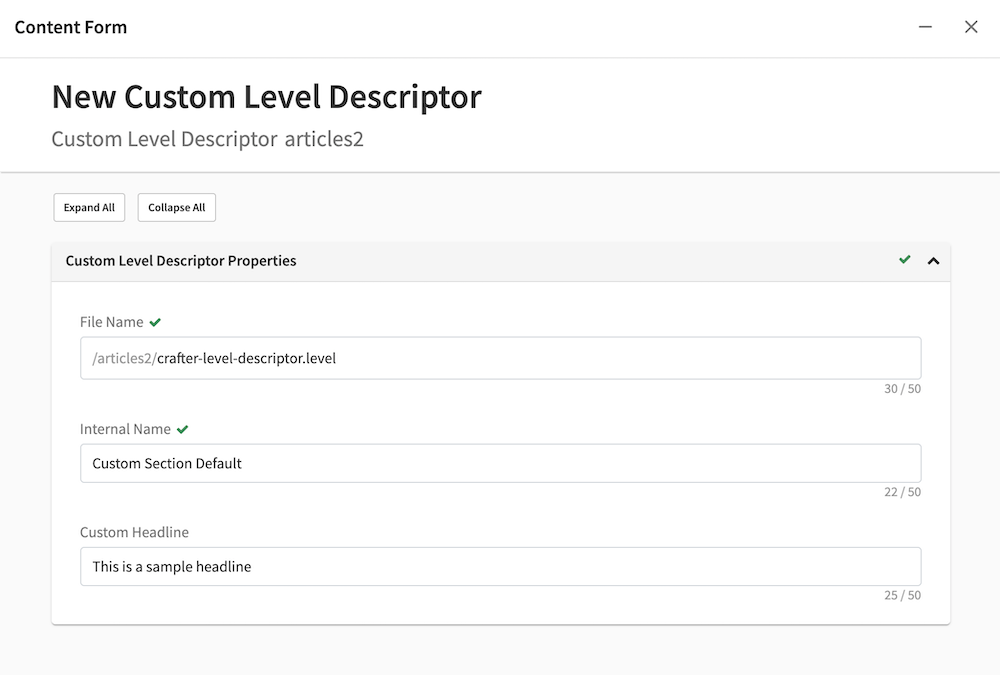 Content Form
New Custom Level Descriptor
Custom Level Descriptor articles2
Expand All
Collapse All
Custom Level Descriptor Properties
File Name
/articles2/crafter-level-descriptor.level
30 / 50
Internal Name
Custom Section Default
22 / 50
Custom Headline
This is a sample headline
25 / 50